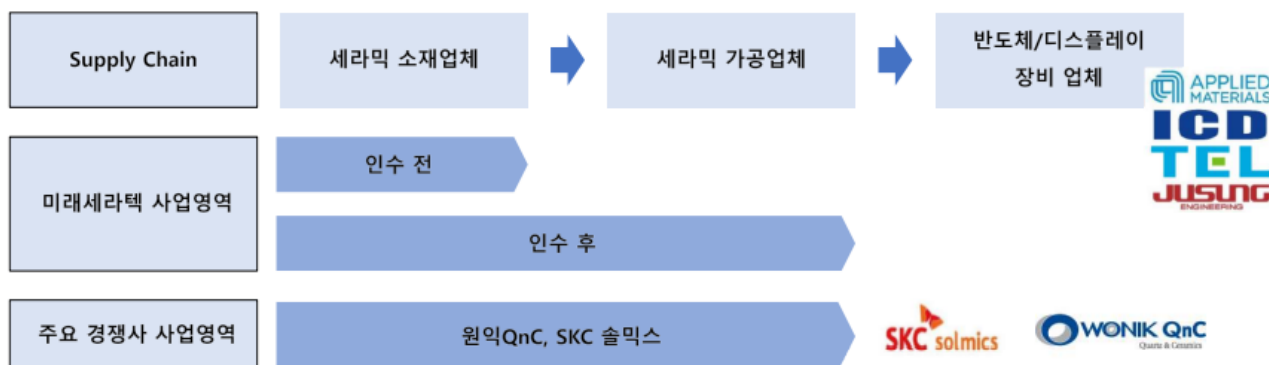 Supply Chain
세라믹 소재업체
세라믹 가공업체
반도체/디스플레이
장비 업체
APPLIED
MATERIALS
ICD
TEL
JUSUNG
ENGINEERING
미래세라텍 사업영역
인수 전
인수 후
주요 경쟁사 사업영역
원익QnC, SKC 솔믹스
SKC solmics
WONIK QnC
Quartz & Ceramics